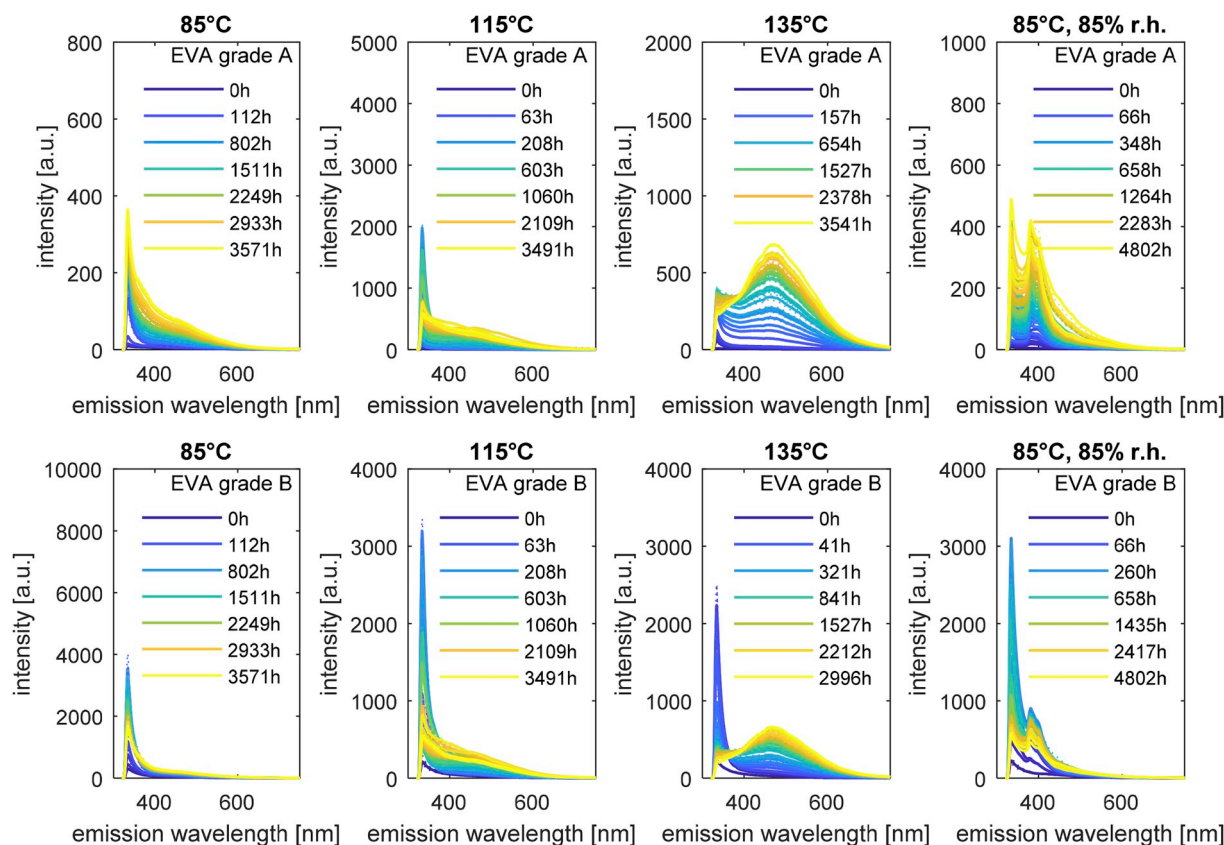 85°C
800
600
400
200
0
intensity [a.u.]
EVA grade A
0h
112h
802h
1511h
2249h
2933h
3571h
400 600
emission wavelength [nm]
115°C
5000
4000
3000
2000
1000
0
intensity [a.u.]
EVA grade A
0h
63h
208h
603h
1060h
2109h
3491h
400 600
emission wavelength [nm]
135°C
2000
1500
1000
500
0
intensity [a.u.]
EVA grade A
0h
157h
654h
1527h
2378h
3541h
400 600
emission wavelength [nm]
85°C, 85% r.h.
1000
800
600
400
200
0
intensity [a.u.]
EVA grade A
0h
66h
348h
658h
1264h
2283h
4802h
400 600
emission wavelength [nm]
85°C
10000
8000
6000
4000
2000
0
intensity [a.u.]
EVA grade B
0h
112h
802h
1511h
2249h
2933h
3571h
400 600
emission wavelength [nm]
115°C
4000
3000
2000
1000
0
intensity [a.u.]
EVA grade B
0h
63h
208h
603h
1060h
2109h
3491h
400 600
emission wavelength [nm]
135°C
4000
3000
2000
1000
0
intensity [a.u.]
EVA grade B
0h
41h
321h
841h
1527h
2212h
2996h
400 600
emission wavelength [nm]
85°C, 85% r.h.
4000
3000
2000
1000
0
intensity [a.u.]
EVA grade B
0h
66h
260h
658h
1435h
2417h
4802h
400 600
emission wavelength [nm]